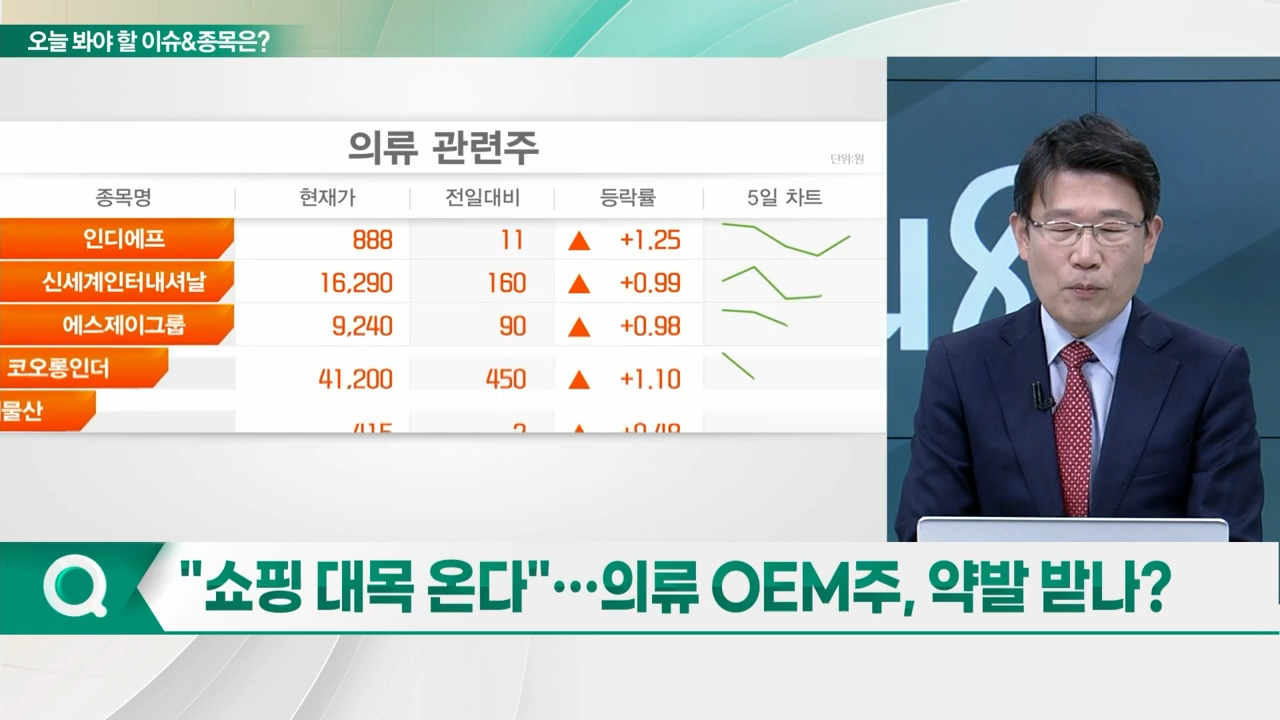 오늘 봐야 할 이슈&종목은?
의류 관련주
단위:원
종목명 현재가 전일대비 등락률 5일 차트
인디에프 888 11 ▲ +1.25
신세계인터내셔날 16,290 160 ▲ +0.99
에스제이그룹 9,240 90 ▲ +0.98
코오롱인더 41,200 450 ▲ +1.10
물산
"쇼핑 대목 온다"…의류 OEM주, 약발 받나?